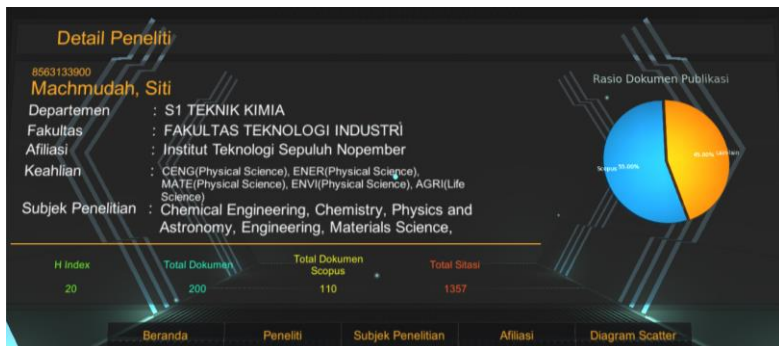 Detail Peneliti
8563133900
Machmudah, Siti
Departemen : S1 TEKNIK KIMIA
Fakultas : FAKULTAS TEKNOLOGI INDUSTRI
Afiliasi : Institut Teknologi Sepuluh Nopember
Keahlian : CENG(Physical Science), ENER(Physical Science),
MATE(Physical Science), ENVI(Physical Science), AGRI(Life
Science)
Subjek Penelitian : Chemical Engineering, Chemistry, Physics and
Astronomy, Engineering, Materials Science,
Rasio Dokumen Publikasi
Scopus 55.00%
45.00%
H Index
20
Total Dokumen
200
Total Dokumen
Scopus
110
Total Sitasi
1357
Beranda
Peneliti
Subjek Penelitian
Afiliasi
Diagram Scatter